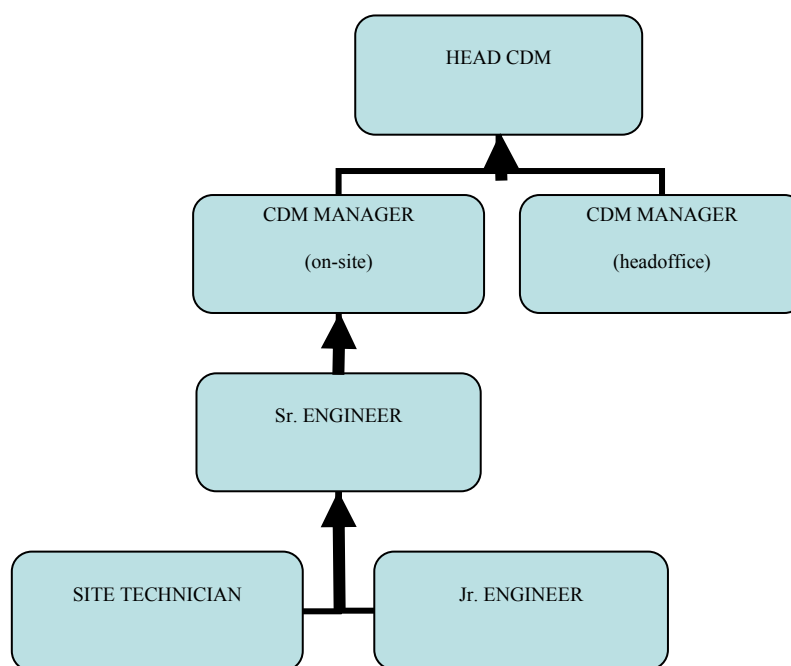 HEAD CDM
CDM MANAGER
(on-site)
CDM MANAGER
(headoffice)
Sr. ENGINEER
SITE TECHNICIAN
Jr. ENGINEER